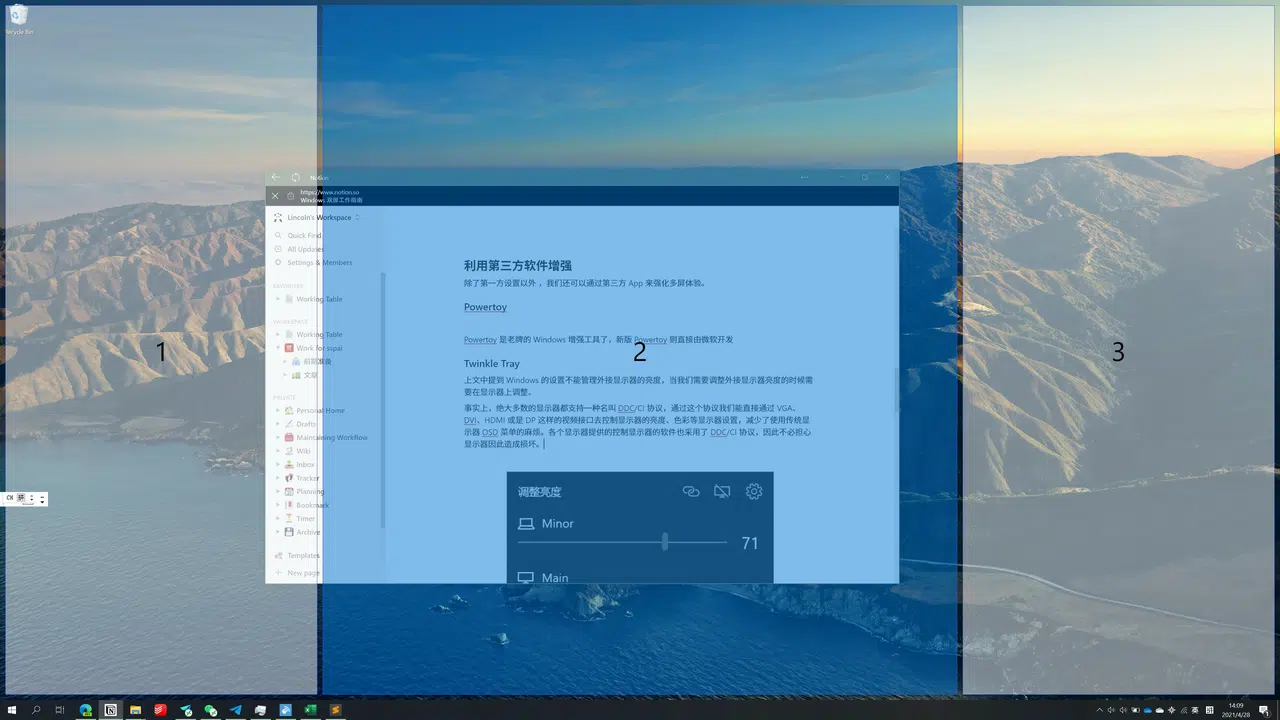 Recycle Bin
Notion
https://www.notion.so
Windows 双屏工作指南
Lincoln's Workspace
Quick Find
All Updates
Settings & Members
FAVORITES
Working Table
WORKSPACE
Working Table
Work for sspai
前期准备
文章
PRIVATE
Personal Home
Drafts
Maintaining Workflow
Wiki
Inbox
Tracker
Planning
Bookmark
Timer
Archive
Templates
New page
利用第三方软件增强
除了第一方设置以外 ，我们还可以通过第三方 App 来强化多屏体验。
Powertoy
Powertoy 是老牌的 Windows 增强工具了，新版 Powertoy 则直接由微软开发
Twinkle Tray
上文中提到 Windows 的设置不能管理外接显示器的亮度，当我们需要调整外接显示器亮度的时候需
要在显示器上调整。
事实上，绝大多数的显示器都支持一种名叫 DDC/CI 协议，通过这个协议我们能直接通过 VGA、
DVI、HDMI 或是 DP 这样的视频接口去控制显示器的亮度、色彩等显示器设置，减少了使用传统显
示器 OSD 菜单的麻烦。各个显示器提供的控制显示器的软件也采用了 DDC/CI 协议，因此不必担心
显示器因此造成损坏。
调整亮度
Minor
71
Main
1
2
3
CH 拼
英
14:09
2021/4/28